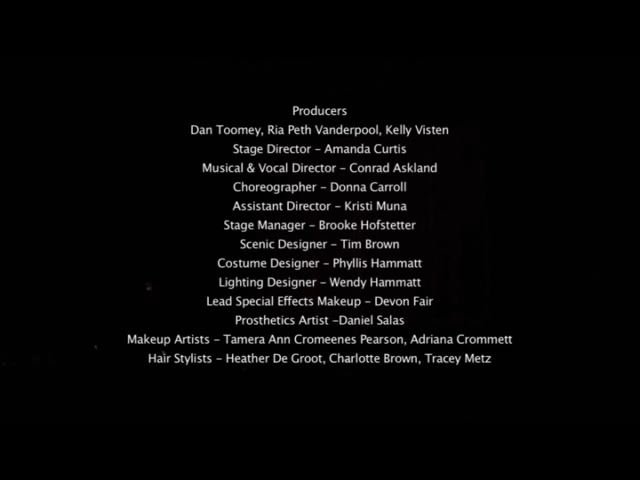 Producers
Dan Toomey, Ria Peth Vanderpool, Kelly Visten
Stage Director – Amanda Curtis
Musical & Vocal Director – Conrad Askland
Choreographer – Donna Carroll
Assistant Director – Kristi Muna
Stage Manager – Brooke Hofstetter
Scenic Designer – Tim Brown
Costume Designer – Phyllis Hammatt
Lighting Designer – Wendy Hammatt
Lead Special Effects Makeup – Devon Fair
Prosthetics Artist –Daniel Salas
Makeup Artists – Tamera Ann Cromeenes Pearson, Adriana Crommett
Hair Stylists – Heather De Groot, Charlotte Brown, Tracey Metz